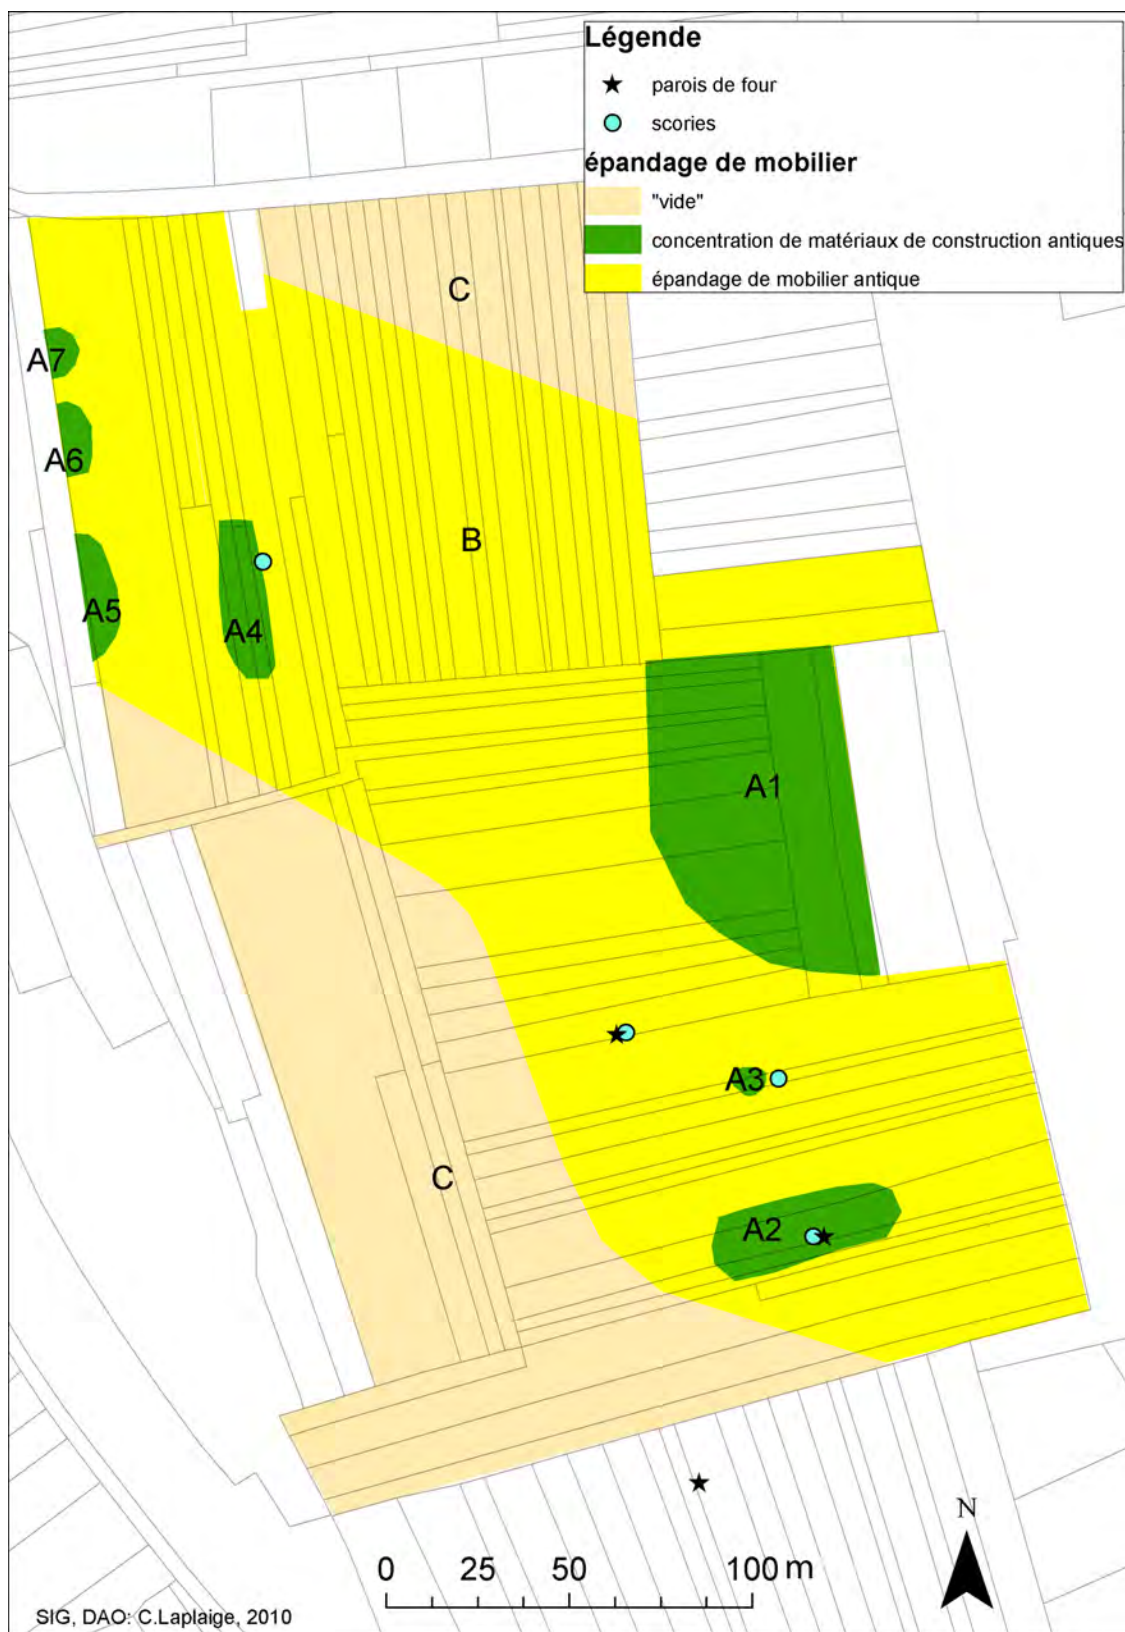 Légende
parois de four
scories
épandage de mobilier
"vide"
concentration de matériaux de construction antiques
épandage de mobilier antique
C
A7
A6
B
A5
A4
A1
A3
C
A2
N
0 25 50 100 m
SIG, DAO: C.Laplaige, 2010